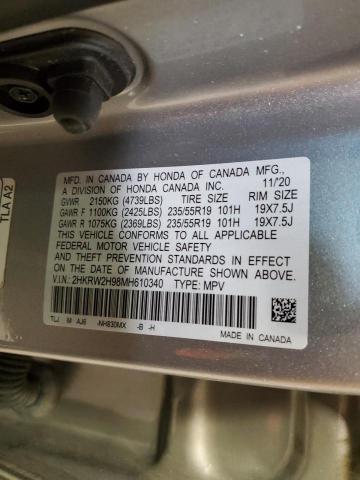 MFD. IN CANADA BY HONDA OF CANADA MFG.,
A DIVISION OF HONDA CANADA INC. 11/20
GVWR 2150KG (4739LBS) TIRE SIZE RIM SIZE
GAWR F 1100KG (2425LBS) 235/55R19 101H 19X7.5J
GAWR R 1075KG (2369LBS) 235/55R19 101H 19X7.5J
THIS VEHICLE CONFORMS TO ALL APPLICABLE
FEDERAL MOTOR VEHICLE SAFETY
AND THEFT PREVENTION STANDARDS IN EFFECT
ON THE DATE OF MANUFACTURE SHOWN ABOVE.
V.I.N.: 2HKRW2H98MH610340 TYPE: MPV
TLJ M AJ6 -NH830MX -B -H
MADE IN CANADA
TLA A2